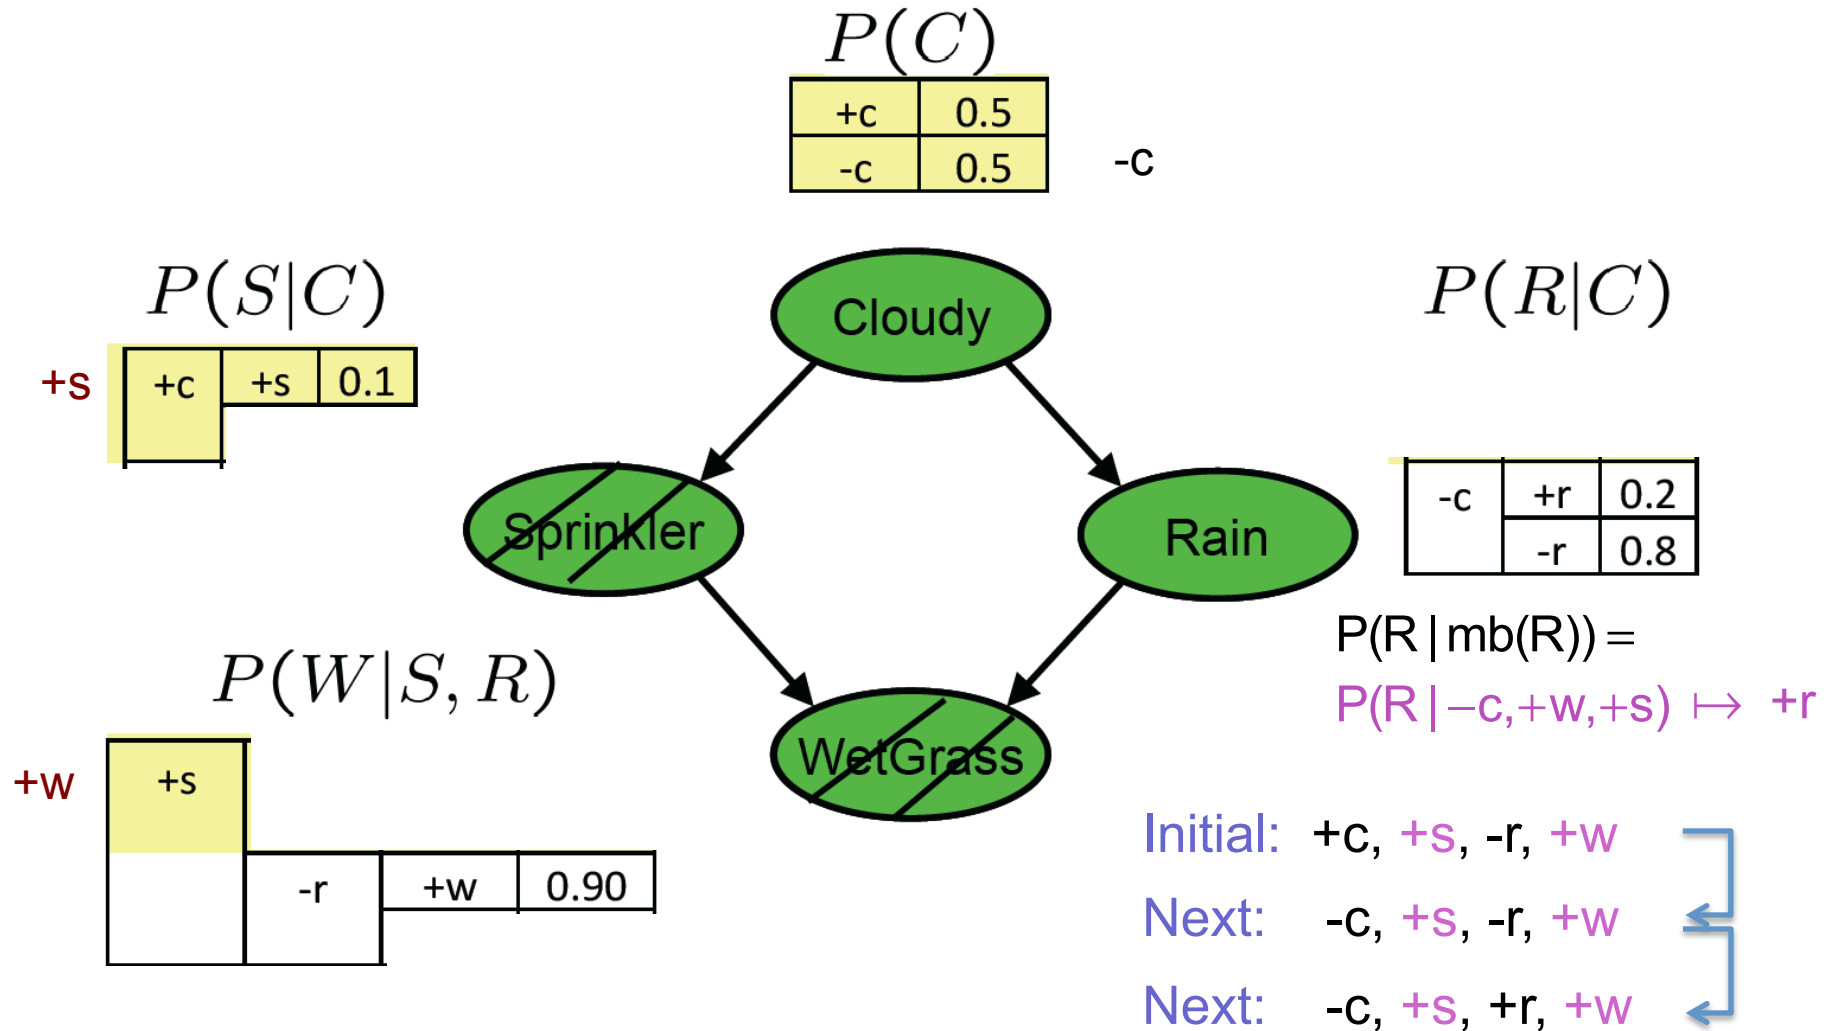 P(C)
+c 0.5
-c 0.5
-c
P(S|C)
+s
+c +s 0.1
Cloudy
P(R|C)
-c +r 0.2
-r 0.8
Sprinkler
Rain
P(R|mb(R)) =
P(R|−c,+w,+s) ↦ +r
P(W|S, R)
+w
+s
-r +w 0.90
WetGrass
Initial: +c, +s, -r, +w
Next: -c, +s, -r, +w
Next: -c, +s, +r, +w